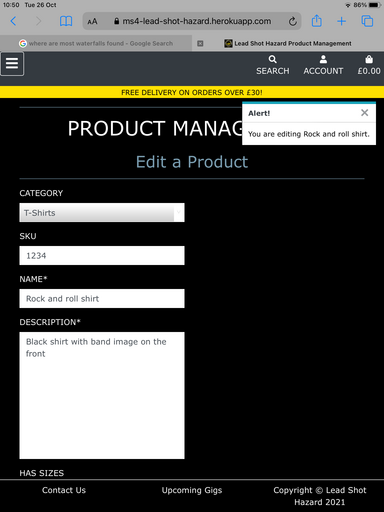 10:50 Tue 26 Oct 86%
AA ms4-lead-shot-hazard.herokuapp.com
where are most waterfalls found - Google Search Lead Shot Hazard Product Management
SEARCH ACCOUNT £0.00
FREE DELIVERY ON ORDERS OVER £30!
Alert!
You are editing Rock and roll shirt.
PRODUCT MANAG
Edit a Product
CATEGORY
T-Shirts
SKU
1234
NAME*
Rock and roll shirt
DESCRIPTION*
Black shirt with band image on the
front
HAS SIZES
Contact Us Upcoming Gigs Copyright © Lead Shot
Hazard 2021